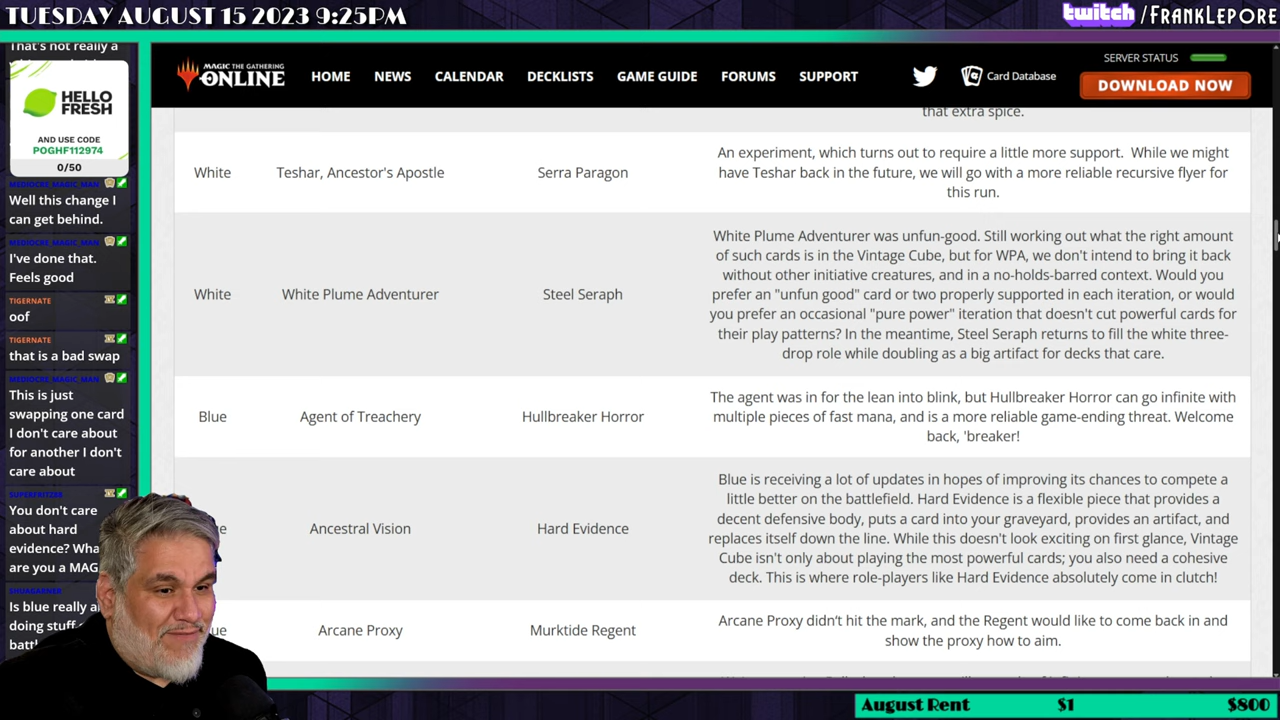 TUESDAY AUGUST 15 2023 9:25PM
twitch /FRANKLEPORE
That's not really a
HELLO
FRESH
AND USE CODE
POGHF112974
0/50
MEDIOCRE_MAGIC_MAN
Well this change I
can get behind.
MEDIOCRE_MAGIC_MAN
I've done that.
Feels good
TIGERNATE
oof
TIGERNATE
that is a bad swap
MEDIOCRE_MAGIC_MAN
This is just
swapping one card
I don't care about
for another I don't
care about
SUPERFRITZ88
You don't care
about hard
evidence? Wha
are you a MAG
SHUAGARNER
Is blue really a
doing stuff
batt
MAGIC THE GATHERING
ONLINE
HOME NEWS CALENDAR DECKLISTS GAME GUIDE FORUMS SUPPORT
Card Database
SERVER STATUS
DOWNLOAD NOW
that extra spice.
White Teshar, Ancestor's Apostle Serra Paragon
An experiment, which turns out to require a little more support. While we might
have Teshar back in the future, we will go with a more reliable recursive flyer for
this run.
White White Plume Adventurer Steel Seraph
White Plume Adventurer was unfun-good. Still working out what the right amount
of such cards is in the Vintage Cube, but for WPA, we don't intend to bring it back
without other initiative creatures, and in a no-holds-barred context. Would you
prefer an "unfun good" card or two properly supported in each iteration, or would
you prefer an occasional "pure power" iteration that doesn't cut powerful cards for
their play patterns? In the meantime, Steel Seraph returns to fill the white three-
drop role while doubling as a big artifact for decks that care.
Blue Agent of Treachery Hullbreaker Horror
The agent was in for the lean into blink, but Hullbreaker Horror can go infinite with
multiple pieces of fast mana, and is a more reliable game-ending threat. Welcome
back, 'breaker!
ue Ancestral Vision Hard Evidence
Blue is receiving a lot of updates in hopes of improving its chances to compete a
little better on the battlefield. Hard Evidence is a flexible piece that provides a
decent defensive body, puts a card into your graveyard, provides an artifact, and
replaces itself down the line. While this doesn't look exciting on first glance, Vintage
Cube isn't only about playing the most powerful cards; you also need a cohesive
deck. This is where role-players like Hard Evidence absolutely come in clutch!
ue Arcane Proxy Murktide Regent
Arcane Proxy didn't hit the mark, and the Regent would like to come back in and
show the proxy how to aim.
August Rent $1 $800